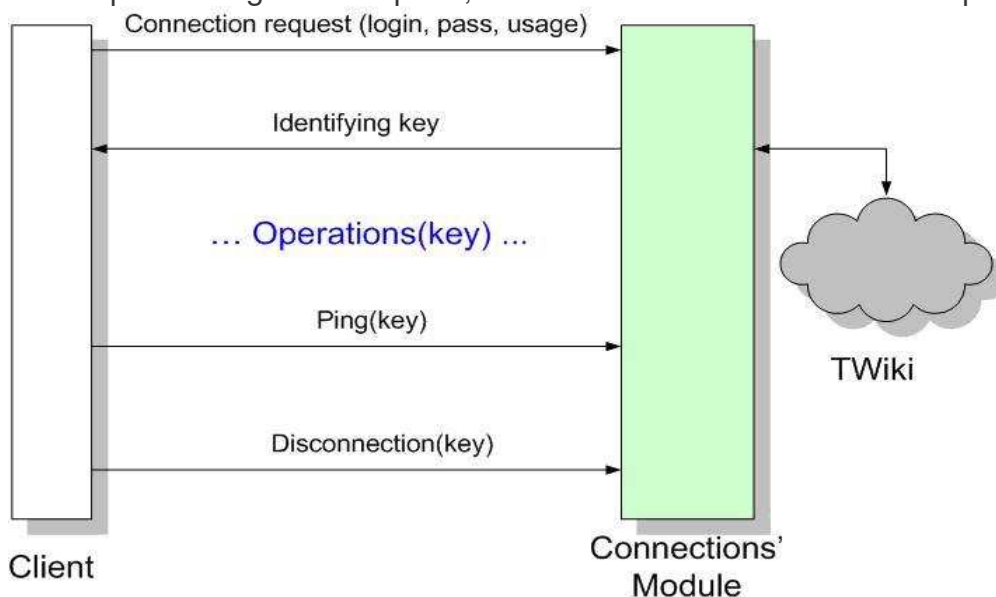 Connection request (login, pass, usage)
Identifying key
... Operations(key) ...
Ping(key)
TWiki
Disconnection(key)
Client
Connections'
Module